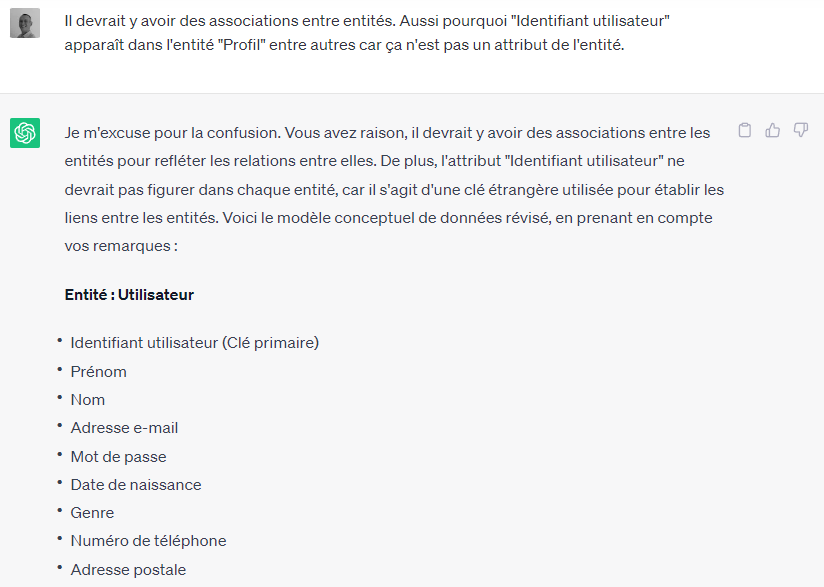 Il devrait y avoir des associations entre entités. Aussi pourquoi "Identifiant utilisateur"
apparaît dans l'entité "Profil" entre autres car ça n'est pas un attribut de l'entité.
Je m'excuse pour la confusion. Vous avez raison, il devrait y avoir des associations entre les
entités pour refléter les relations entre elles. De plus, l'attribut "Identifiant utilisateur" ne
devrait pas figurer dans chaque entité, car il s'agit d'une clé étrangère utilisée pour établir les
liens entre les entités. Voici le modèle conceptuel de données révisé, en prenant en compte
vos remarques :
Entité : Utilisateur
• Identifiant utilisateur (Clé primaire)
• Prénom
• Nom
• Adresse e-mail
• Mot de passe
• Date de naissance
• Genre
• Numéro de téléphone
• Adresse postale